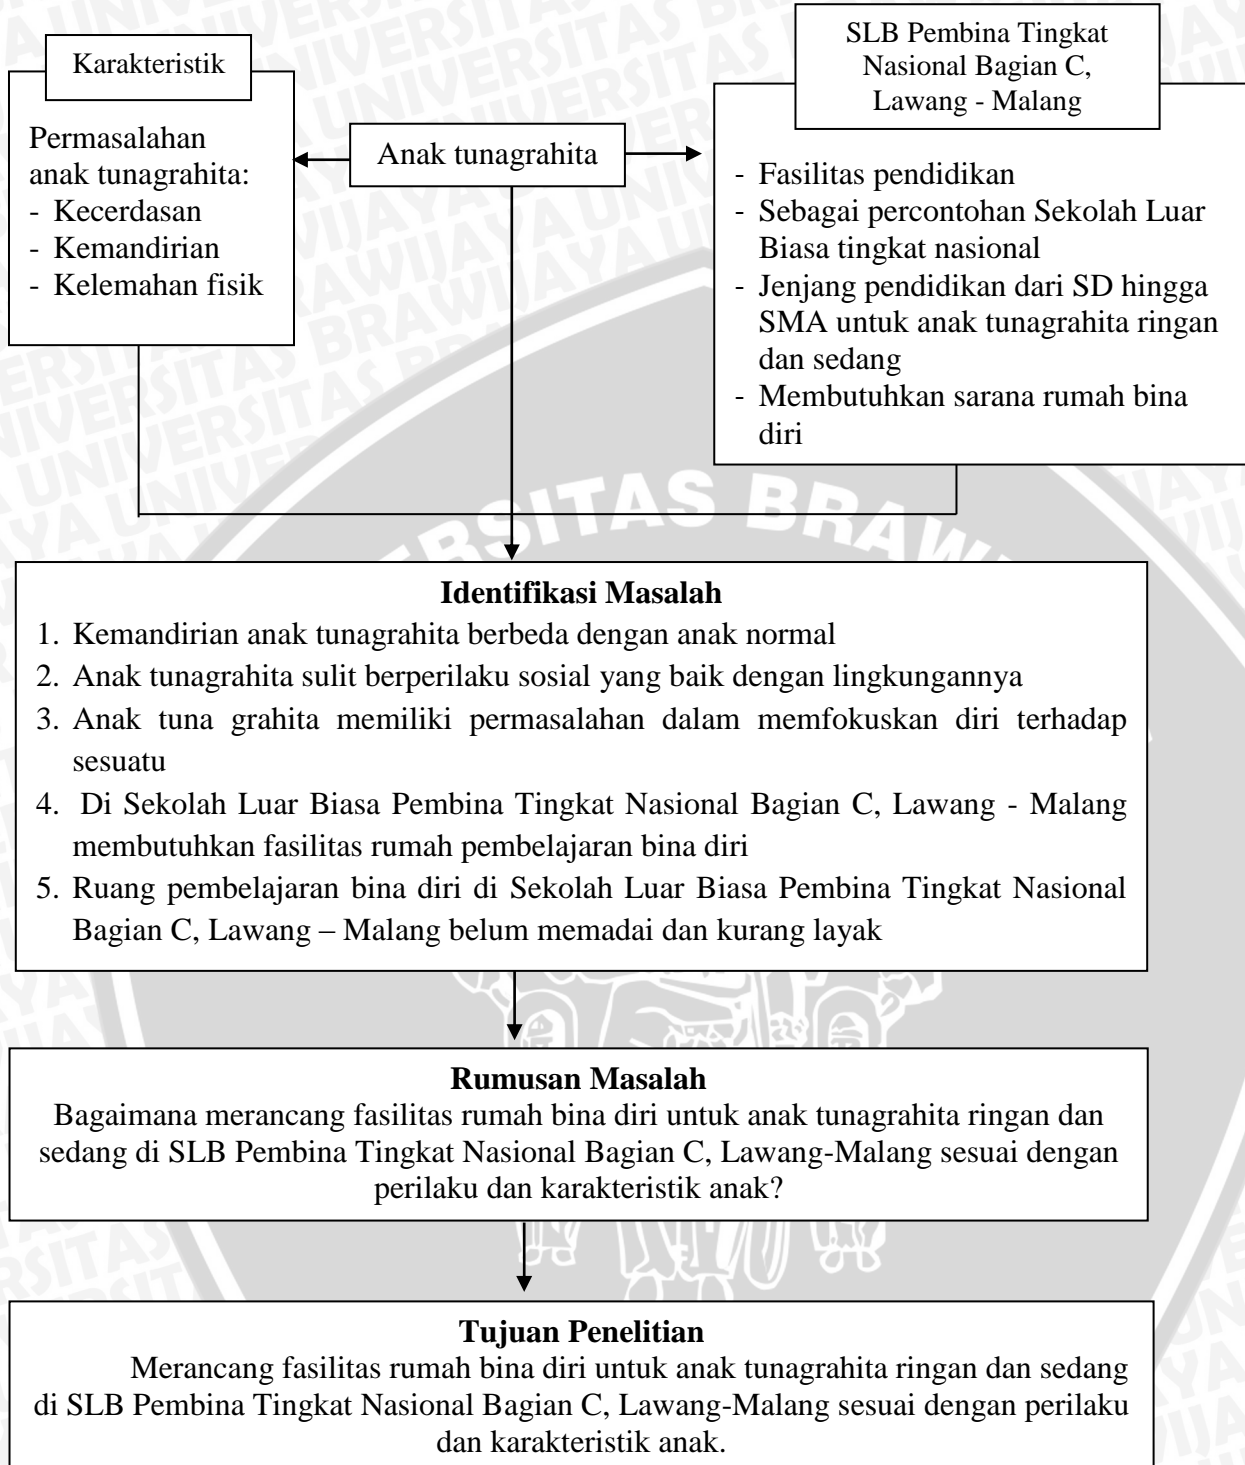 Karakteristik
Permasalahan
anak tunagrahita:
- Kecerdasan
- Kemandirian
- Kelemahan fisik
Anak tunagrahita
SLB Pembina Tingkat
Nasional Bagian C,
Lawang - Malang
- Fasilitas pendidikan
- Sebagai percontohan Sekolah Luar
Biasa tingkat nasional
- Jenjang pendidikan dari SD hingga
SMA untuk anak tunagrahita ringan
dan sedang
- Membutuhkan sarana rumah bina
diri
Identifikasi Masalah
1. Kemandirian anak tunagrahita berbeda dengan anak normal
2. Anak tunagrahita sulit berperilaku sosial yang baik dengan lingkungannya
3. Anak tuna grahita memiliki permasalahan dalam memfokuskan diri terhadap
sesuatu
4. Di Sekolah Luar Biasa Pembina Tingkat Nasional Bagian C, Lawang - Malang
membutuhkan fasilitas rumah pembelajaran bina diri
5. Ruang pembelajaran bina diri di Sekolah Luar Biasa Pembina Tingkat Nasional
Bagian C, Lawang – Malang belum memadai dan kurang layak
Rumusan Masalah
Bagaimana merancang fasilitas rumah bina diri untuk anak tunagrahita ringan dan
sedang di SLB Pembina Tingkat Nasional Bagian C, Lawang-Malang sesuai dengan
perilaku dan karakteristik anak?
Tujuan Penelitian
Merancang fasilitas rumah bina diri untuk anak tunagrahita ringan dan sedang
di SLB Pembina Tingkat Nasional Bagian C, Lawang-Malang sesuai dengan perilaku
dan karakteristik anak.